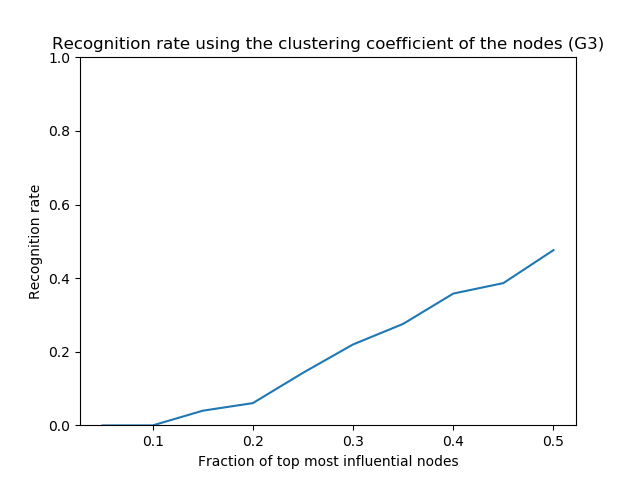 Recognition rate using the clustering coefficient of the nodes (G3)
1.0
0.8
0.6
0.4
0.2
0.0
Recognition rate
0.1 0.2 0.3 0.4 0.5
Fraction of top most influential nodes